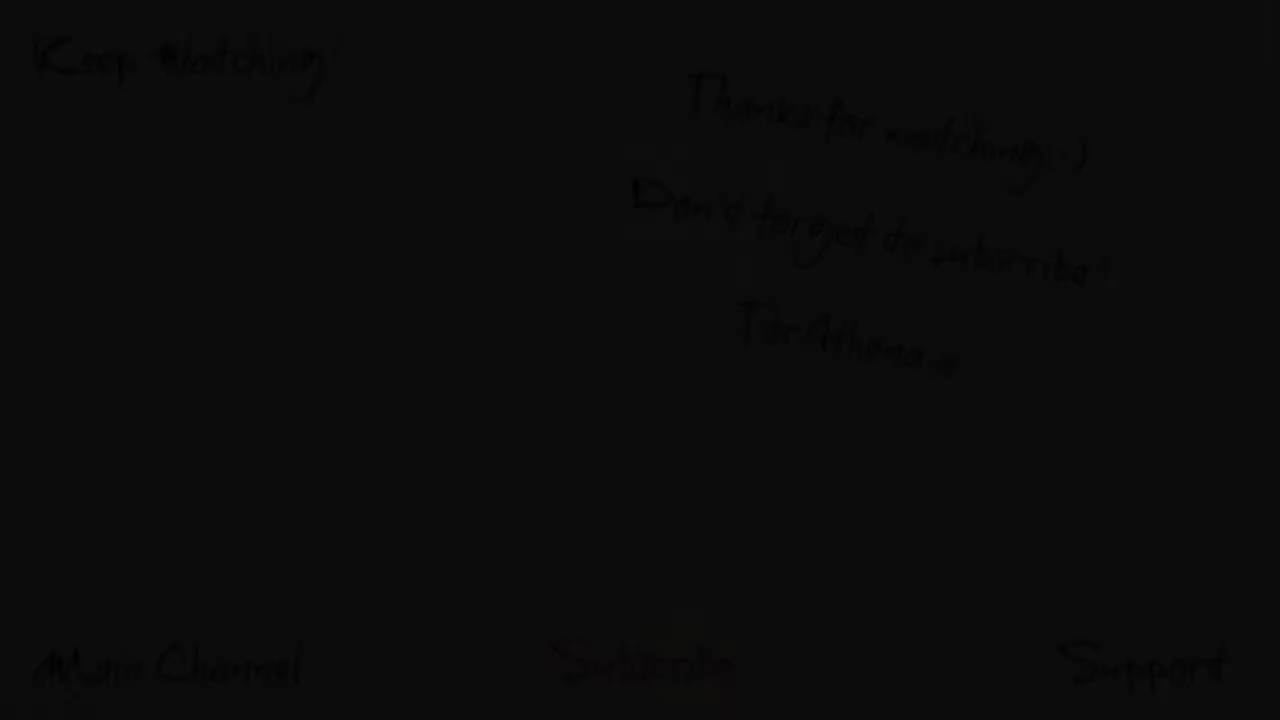 Keep Watching!
Thanks for watching :-)
Don't forget to subscribe!
Main Channel
Subscribe
Support